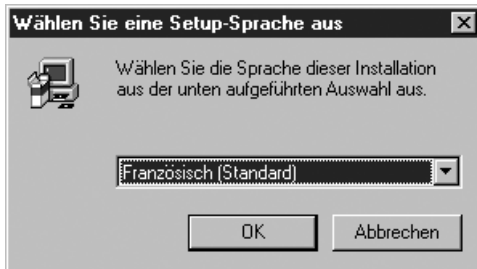 Wählen Sie eine Setup-Sprache aus
Wählen Sie die Sprache dieser Installation
aus der unten aufgeführten Auswahl aus.
Französisch (Standard)
OK
Abbrechen